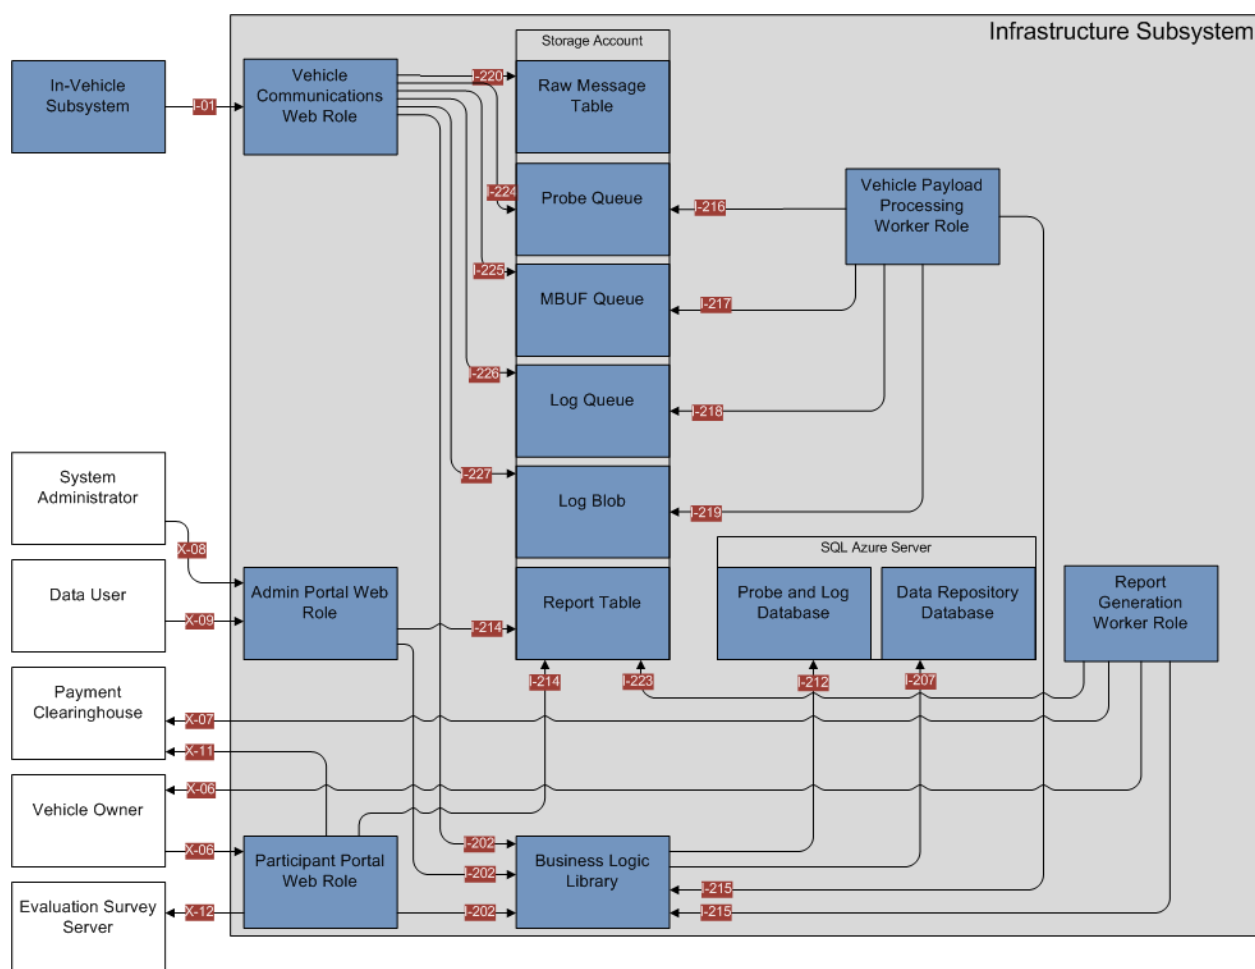 Infrastructure Subsystem
Storage Account
In-Vehicle
Subsystem
I-01
Vehicle
Communications
Web Role
I-220
Raw Message
Table
I-224
Probe Queue
I-216
Vehicle Payload
Processing
Worker Role
I-225
MBUF Queue
I-217
I-226
Log Queue
I-218
I-227
Log Blob
I-219
System
Administrator
X-08
Data User
X-09
Admin Portal Web
Role
I-214
Report Table
SQL Azure Server
Probe and Log
Database
Data Repository
Database
Report
Generation
Worker Role
I-214
I-223
I-212
I-207
Payment
Clearinghouse
X-07
X-11
Vehicle Owner
X-06
X-06
Participant Portal
Web Role
I-202
I-202
I-202
Business Logic
Library
I-215
I-215
Evaluation Survey
Server
X-12